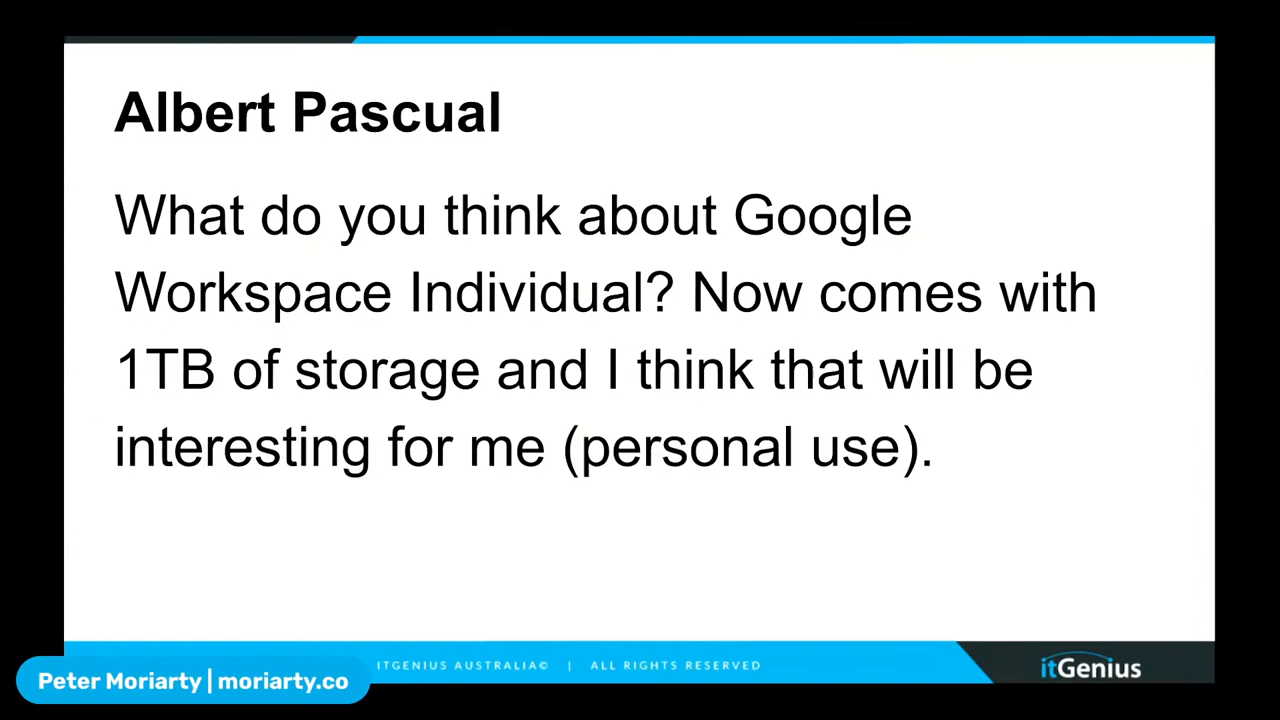 Albert Pascual
What do you think about Google
Workspace Individual? Now comes with
1TB of storage and I think that will be
interesting for me (personal use).
ITGENIUS AUSTRALIA© | ALL RIGHTS RESERVED
itGenius
Peter Moriarty | moriarty.co